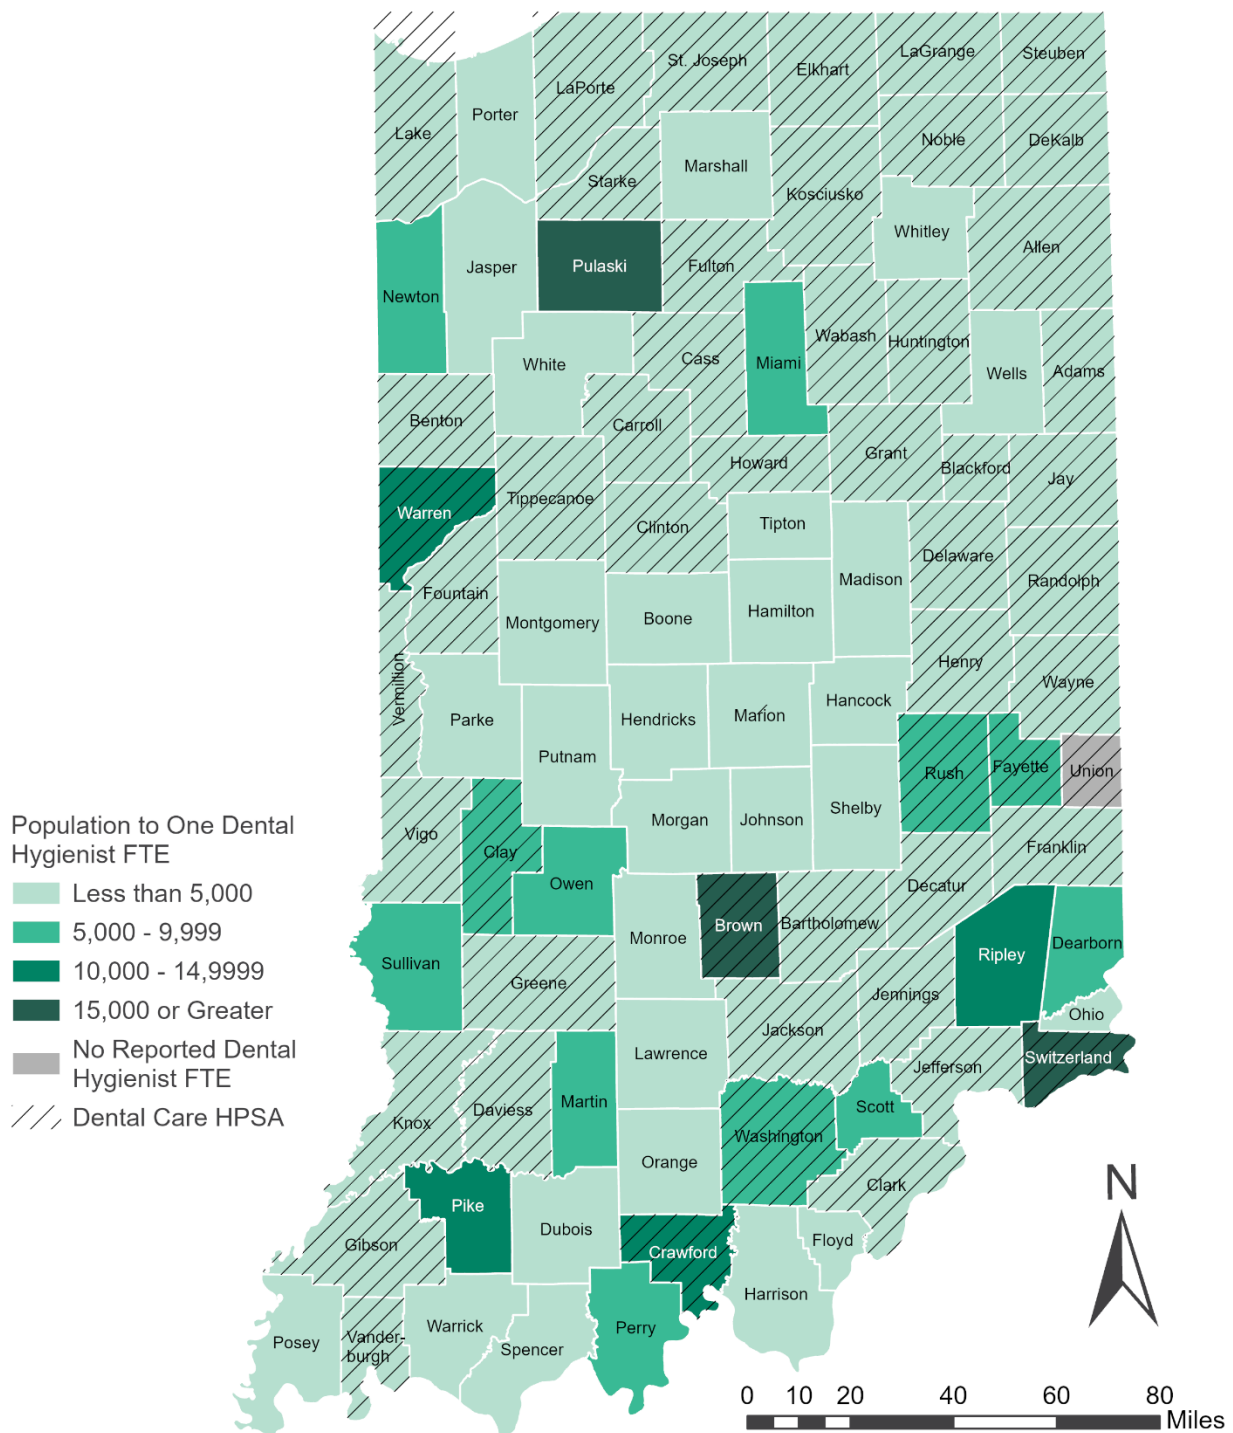 St. Joseph
LaGrange
Steuben
Elkhart
LaPorte
Porter
Lake
Noble
DeKalb
Marshall
Starke
Kosciusko
Whitley
Allen
Jasper
Pulaski
Fulton
Newton
Wabash
Huntington
White
Cass
Miami
Wells
Adams
Benton
Carroll
Grant
Howard
Blackford
Jay
Tippecanoe
Warren
Clinton
Tipton
Delaware
Madison
Randolph
Fountain
Montgomery
Boone
Hamilton
Henry
Wayne
Vermillion
Parke
Hendricks
Marion
Hancock
Putnam
Rush
Fayette
Union
Shelby
Morgan
Johnson
Vigo
Clay
Franklin
Owen
Decatur
Brown
Bartholomew
Monroe
Dearborn
Ripley
Sullivan
Greene
Jennings
Ohio
Jackson
Lawrence
Switzerland
Jefferson
Martin
Scott
Daviess
Knox
Washington
Orange
Clark
Pike
Dubois
Floyd
Gibson
Crawford
Harrison
Perry
Warrick
Posey
Vander-
burgh
Spencer
Population to One Dental
Hygienist FTE
Less than 5,000
5,000 - 9,999
10,000 - 14,9999
15,000 or Greater
No Reported Dental
Hygienist FTE
Dental Care HPSA
N
0 10 20 40 60 80
Miles